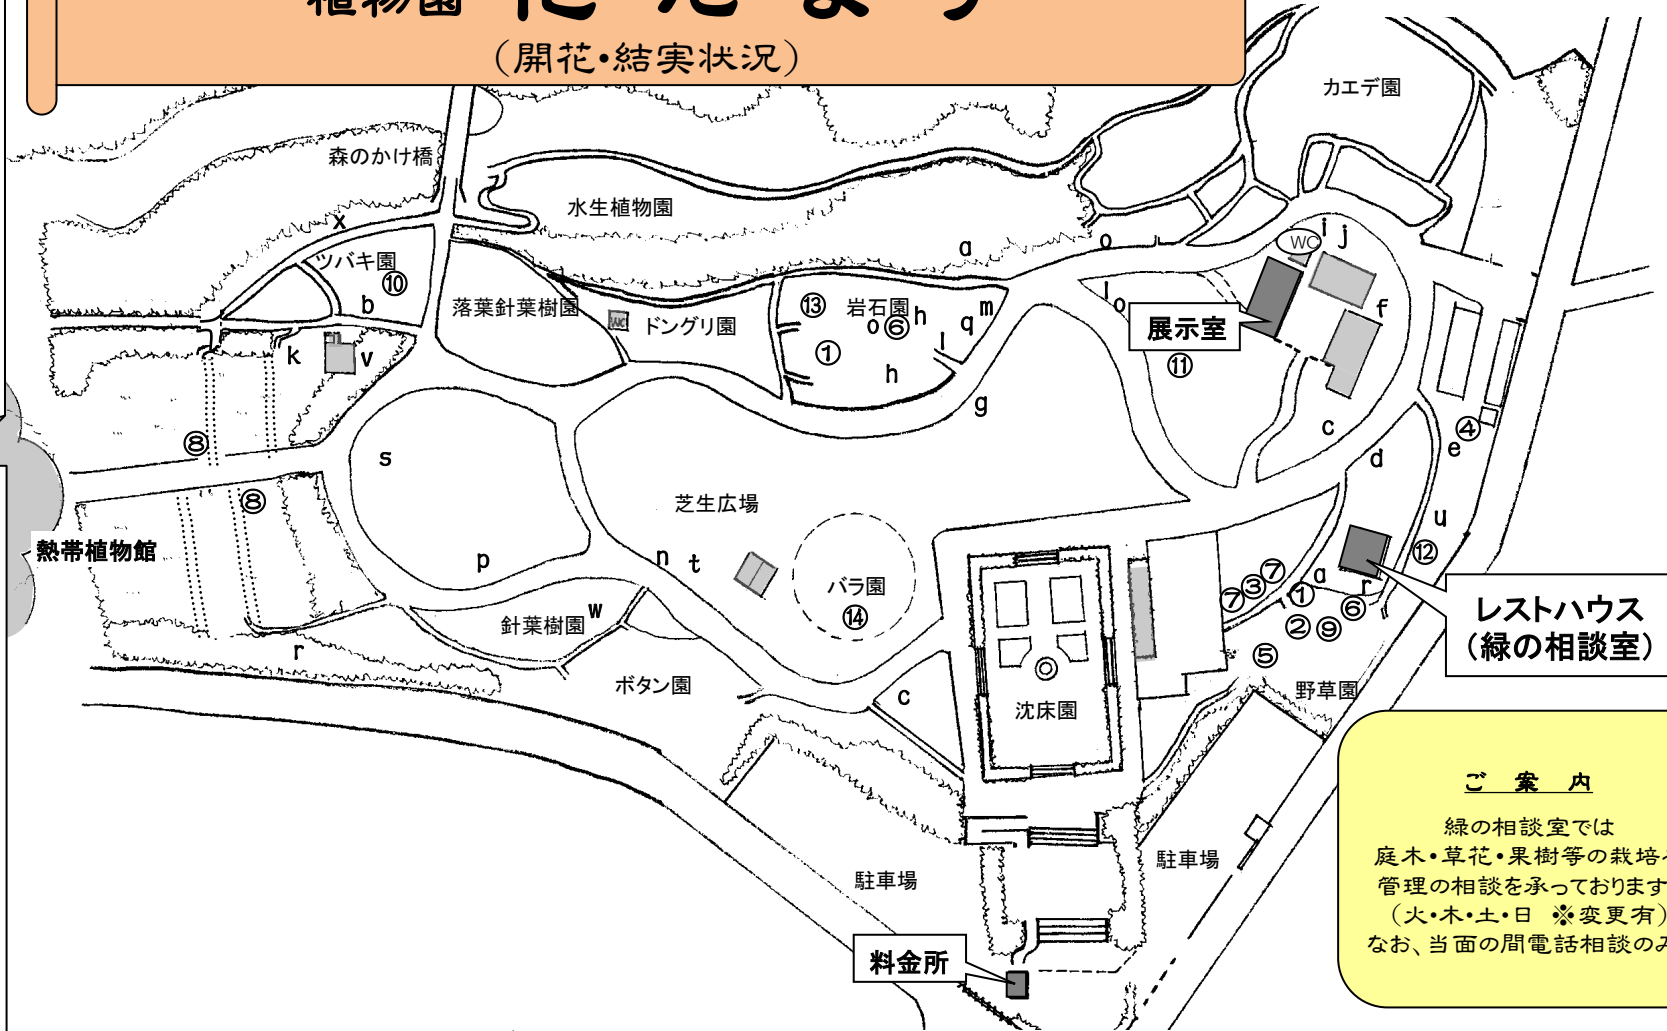 植物園 花だより
(開花・結実状況)
カエデ園
森のかけ橋
水生植物園
x
ツバキ園
⑩
b
a
o
WC
i j
落葉針葉樹園
WC
ドングリ園
⑬
岩石園
o ⑥ h
m
q
l
①
h
g
l
o
展示室
⑪
f
c
d
e
④
k
v
⑧
⑧
s
熱帯植物館
芝生広場
p
n t
バラ園
⑭
u
⑫
a
r
⑦
③
⑦
①
⑥
②
⑨
⑤
レストハウス
(緑の相談室)
針葉樹園
w
r
ボタン園
c
沈床園
野草園
駐車場
駐車場
料金所
ご 案 内
緑の相談室では
庭木・草花・果樹等の栽培
管理の相談を承っております
(火・木・土・日 ※変更有)
なお、当面の間電話相談のみ